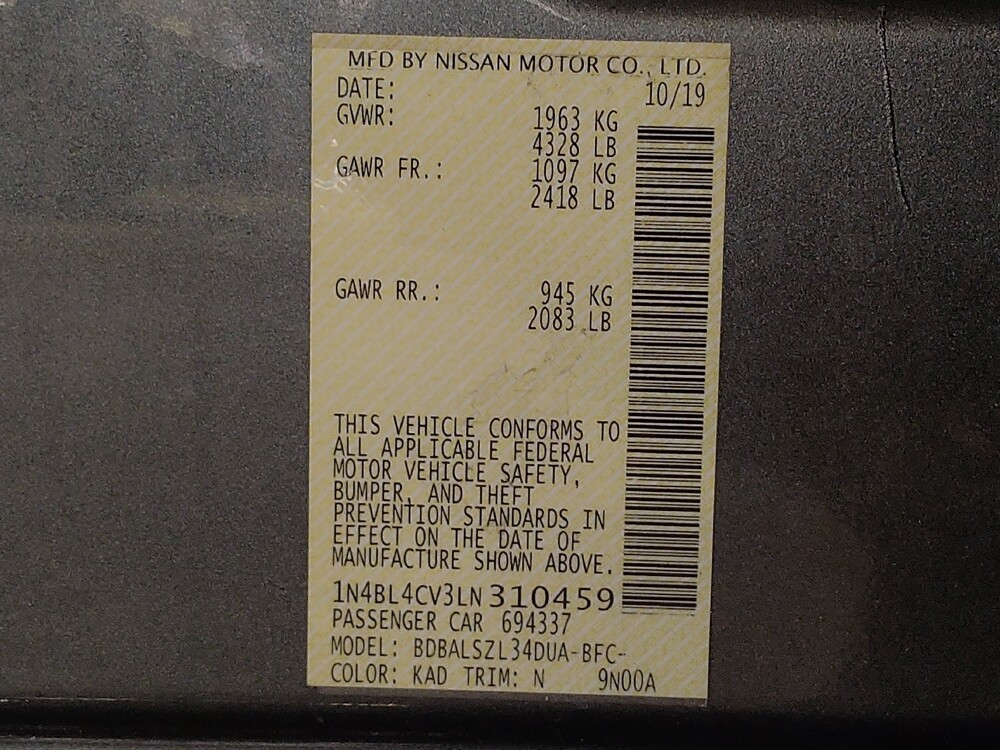 MFD BY NISSAN MOTOR CO., LTD.
DATE: 10/19
GVWR: 1963 KG
4328 LB
GAWR FR.: 1097 KG
2418 LB
GAWR RR.: 945 KG
2083 LB
THIS VEHICLE CONFORMS TO
ALL APPLICABLE FEDERAL
MOTOR VEHICLE SAFETY,
BUMPER, AND THEFT
PREVENTION STANDARDS IN
EFFECT ON THE DATE OF
MANUFACTURE SHOWN ABOVE.
1N4BL4CV3LN310459
PASSENGER CAR 694337
MODEL: BDBALSZL34DUA-BFC-
COLOR: KAD TRIM: N 9N00A